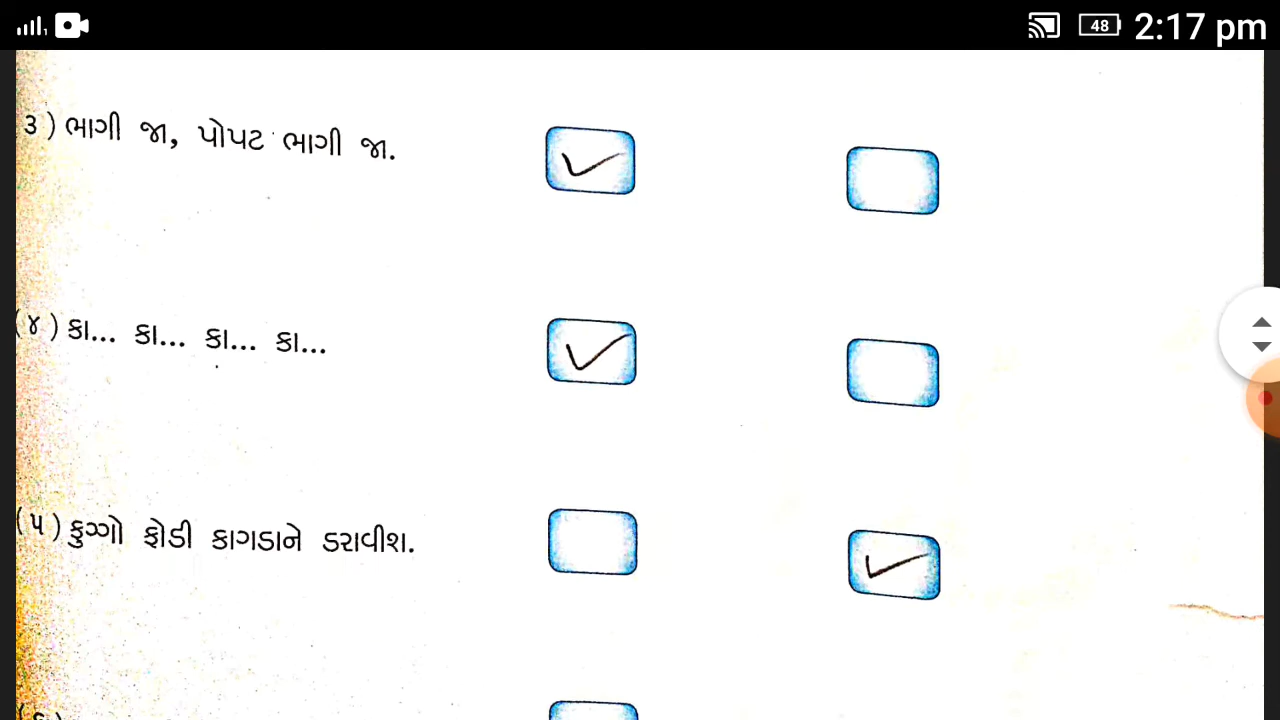 48 2:17 pm
૩) ભાગી જા, પોપટ ભાગી જા.
(૪) કા... કા... કા... કા...
(૫) ફુગ્ગો ફોડી કાગડાને ડરાવીશ.